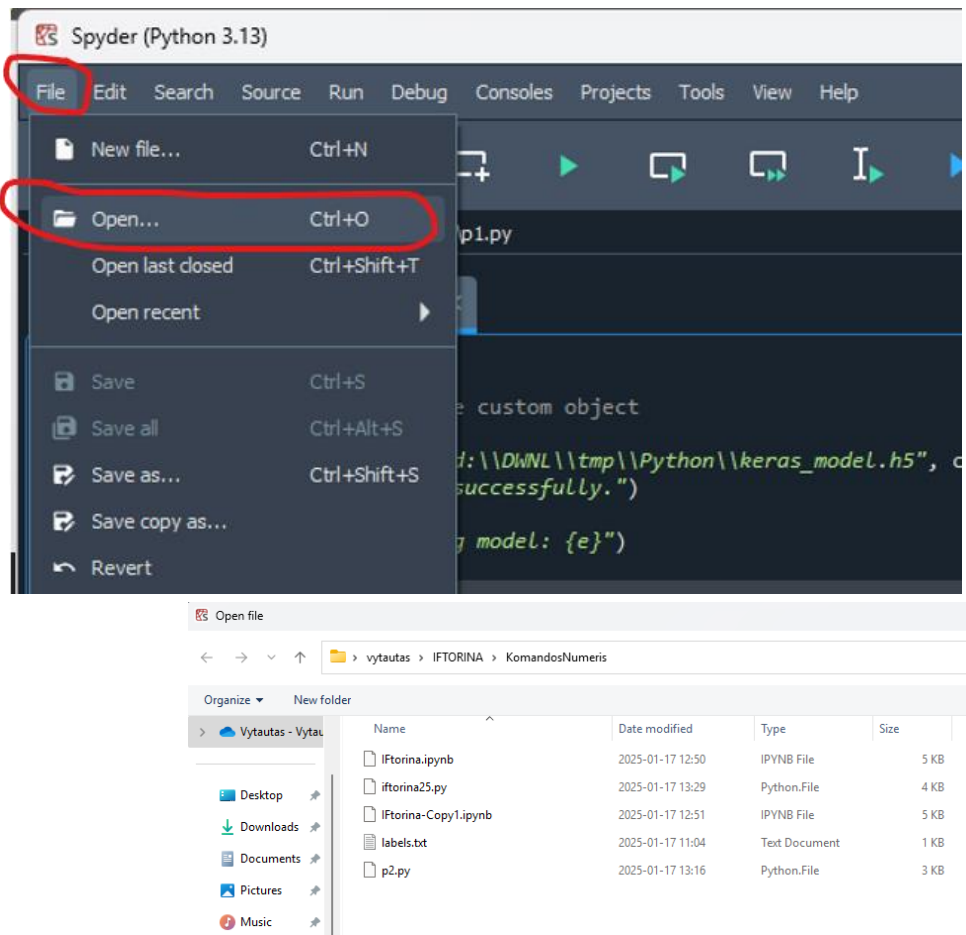 Spyder (Python 3.13)
File Edit Search Source Run Debug Consoles Projects Tools View Help
New file... Ctrl+N
Open... Ctrl+O
\p1.py
Open last closed Ctrl+Shift+T
Open recent
Save Ctrl+S
custom object
Save all Ctrl+Alt+S
d:\\DWNL\\tmp\\Python\\keras_model.h5", c
Save as... Ctrl+Shift+S
successfully.")
Save copy as...
model: {e}")
Revert
Open file
vytautas > IFTORINA > KomandosNumeris
Organize New folder
Vytautas - Vytau
Name Date modified Type Size
IFtorina.ipynb 2025-01-17 12:50 IPYNB File 5 KB
Desktop
iftorina25.py 2025-01-17 13:29 Python.File 4 KB
IFtorina-Copy1.ipynb 2025-01-17 12:51 IPYNB File 5 KB
Downloads
labels.txt 2025-01-17 11:04 Text Document 1 KB
Documents
p2.py 2025-01-17 13:16 Python.File 3 KB
Pictures
Music